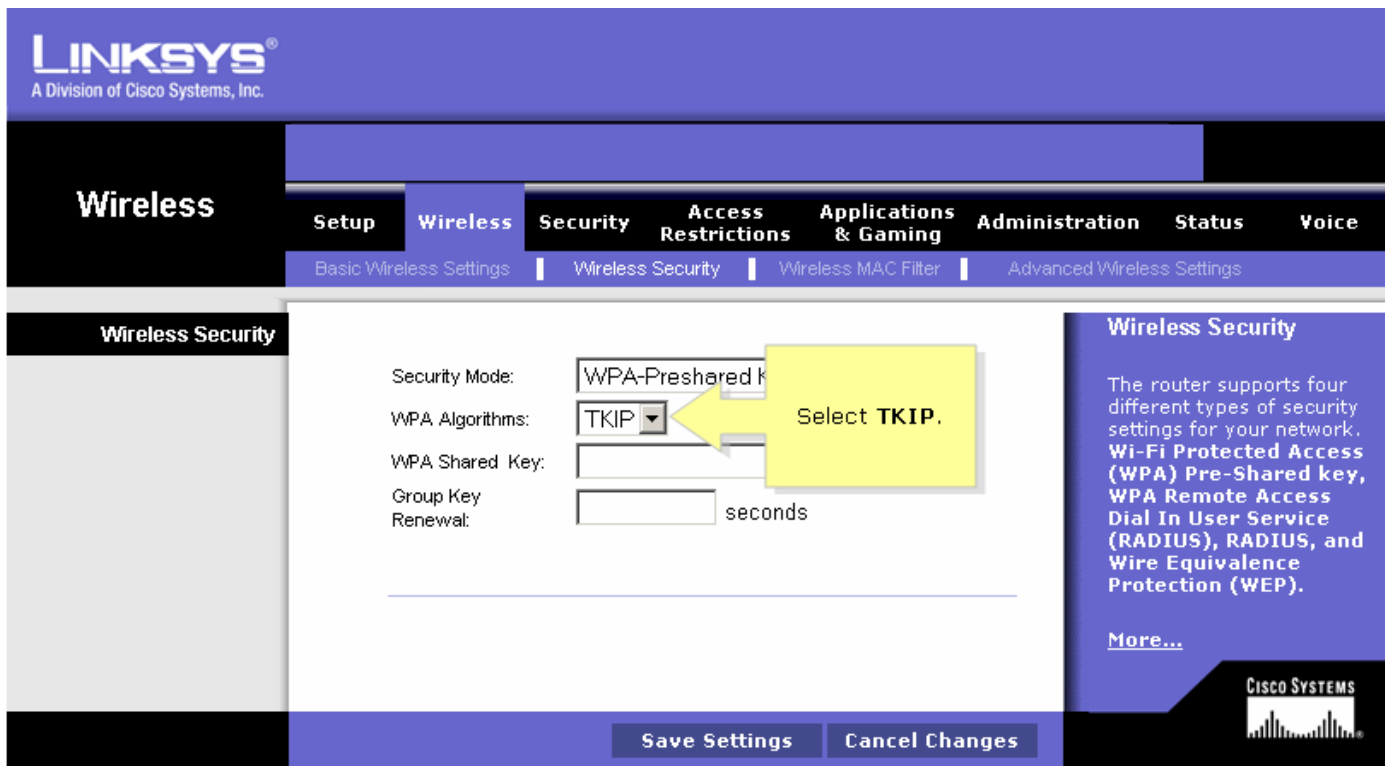 LINKSYS®
A Division of Cisco Systems, Inc.
Wireless
Setup
Wireless
Security
Access
Restrictions
Applications
& Gaming
Administration
Status
Voice
Basic Wireless Settings
Wireless Security
Wireless MAC Filter
Advanced Wireless Settings
Wireless Security
Security Mode:
WPA-Preshared K
WPA Algorithms:
TKIP
Select TKIP.
WPA Shared Key:
Group Key
Renewal:
seconds
Wireless Security
The router supports four
different types of security
settings for your network.
Wi-Fi Protected Access
(WPA) Pre-Shared key,
WPA Remote Access
Dial In User Service
(RADIUS), RADIUS, and
Wire Equivalence
Protection (WEP).
More...
Save Settings
Cancel Changes
CISCO SYSTEMS
®